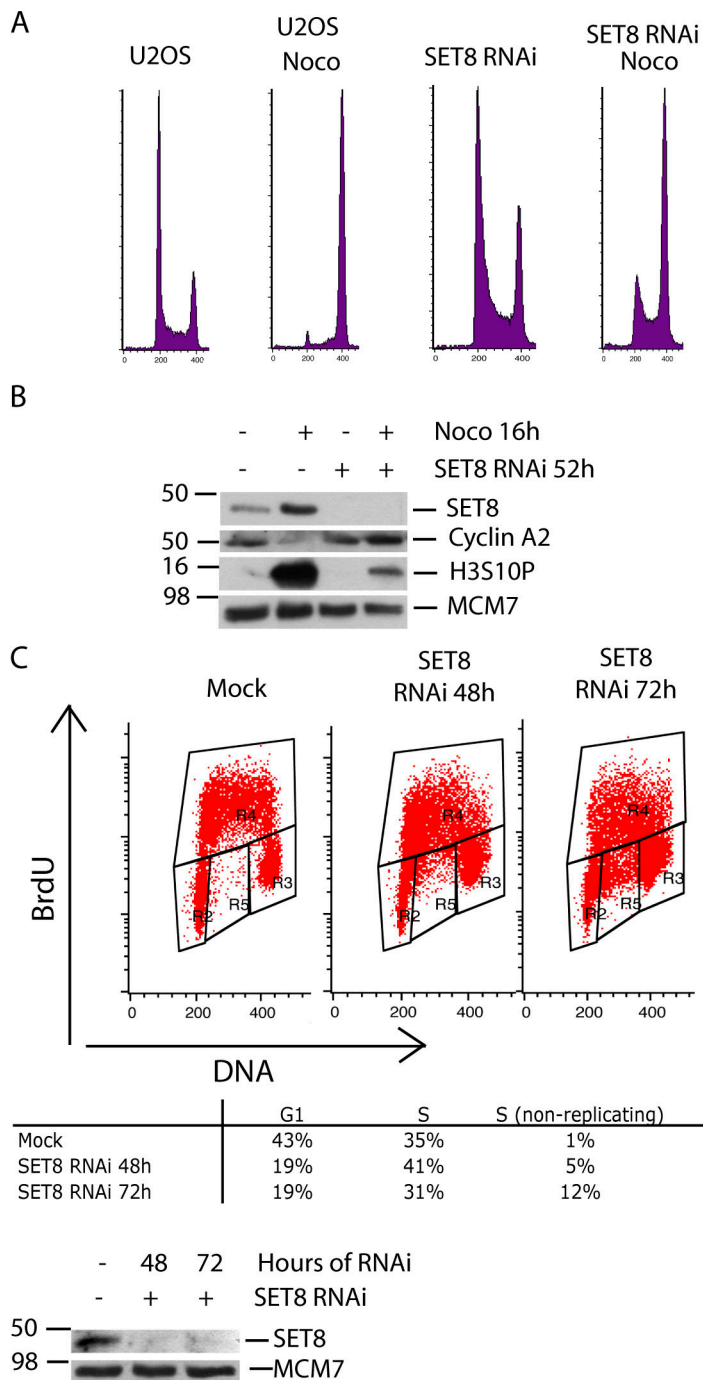 A
U2OS
U2OS
Noco
SET8 RNAi
SET8 RNAi
Noco
0 200 400
0 200 400
0 200 400
0 200 400
B
- + - + Noco 16h
- - + + SET8 RNAi 52h
50 SET8
50 Cyclin A2
16 H3S10P
98 MCM7
C
Mock
SET8
RNAi 48h
SET8
RNAi 72h
BrdU
R4 R4 R4
R2 R5 R3
R2 R5 R3
R2 R5 R3
0 200 400
0 200 400
0 200 400
DNA
G1 S S (non-replicating)
Mock 43% 35% 1%
SET8 RNAi 48h 19% 41% 5%
SET8 RNAi 72h 19% 31% 12%
- 48 72 Hours of RNAi
- + + SET8 RNAi
50 SET8
98 MCM7